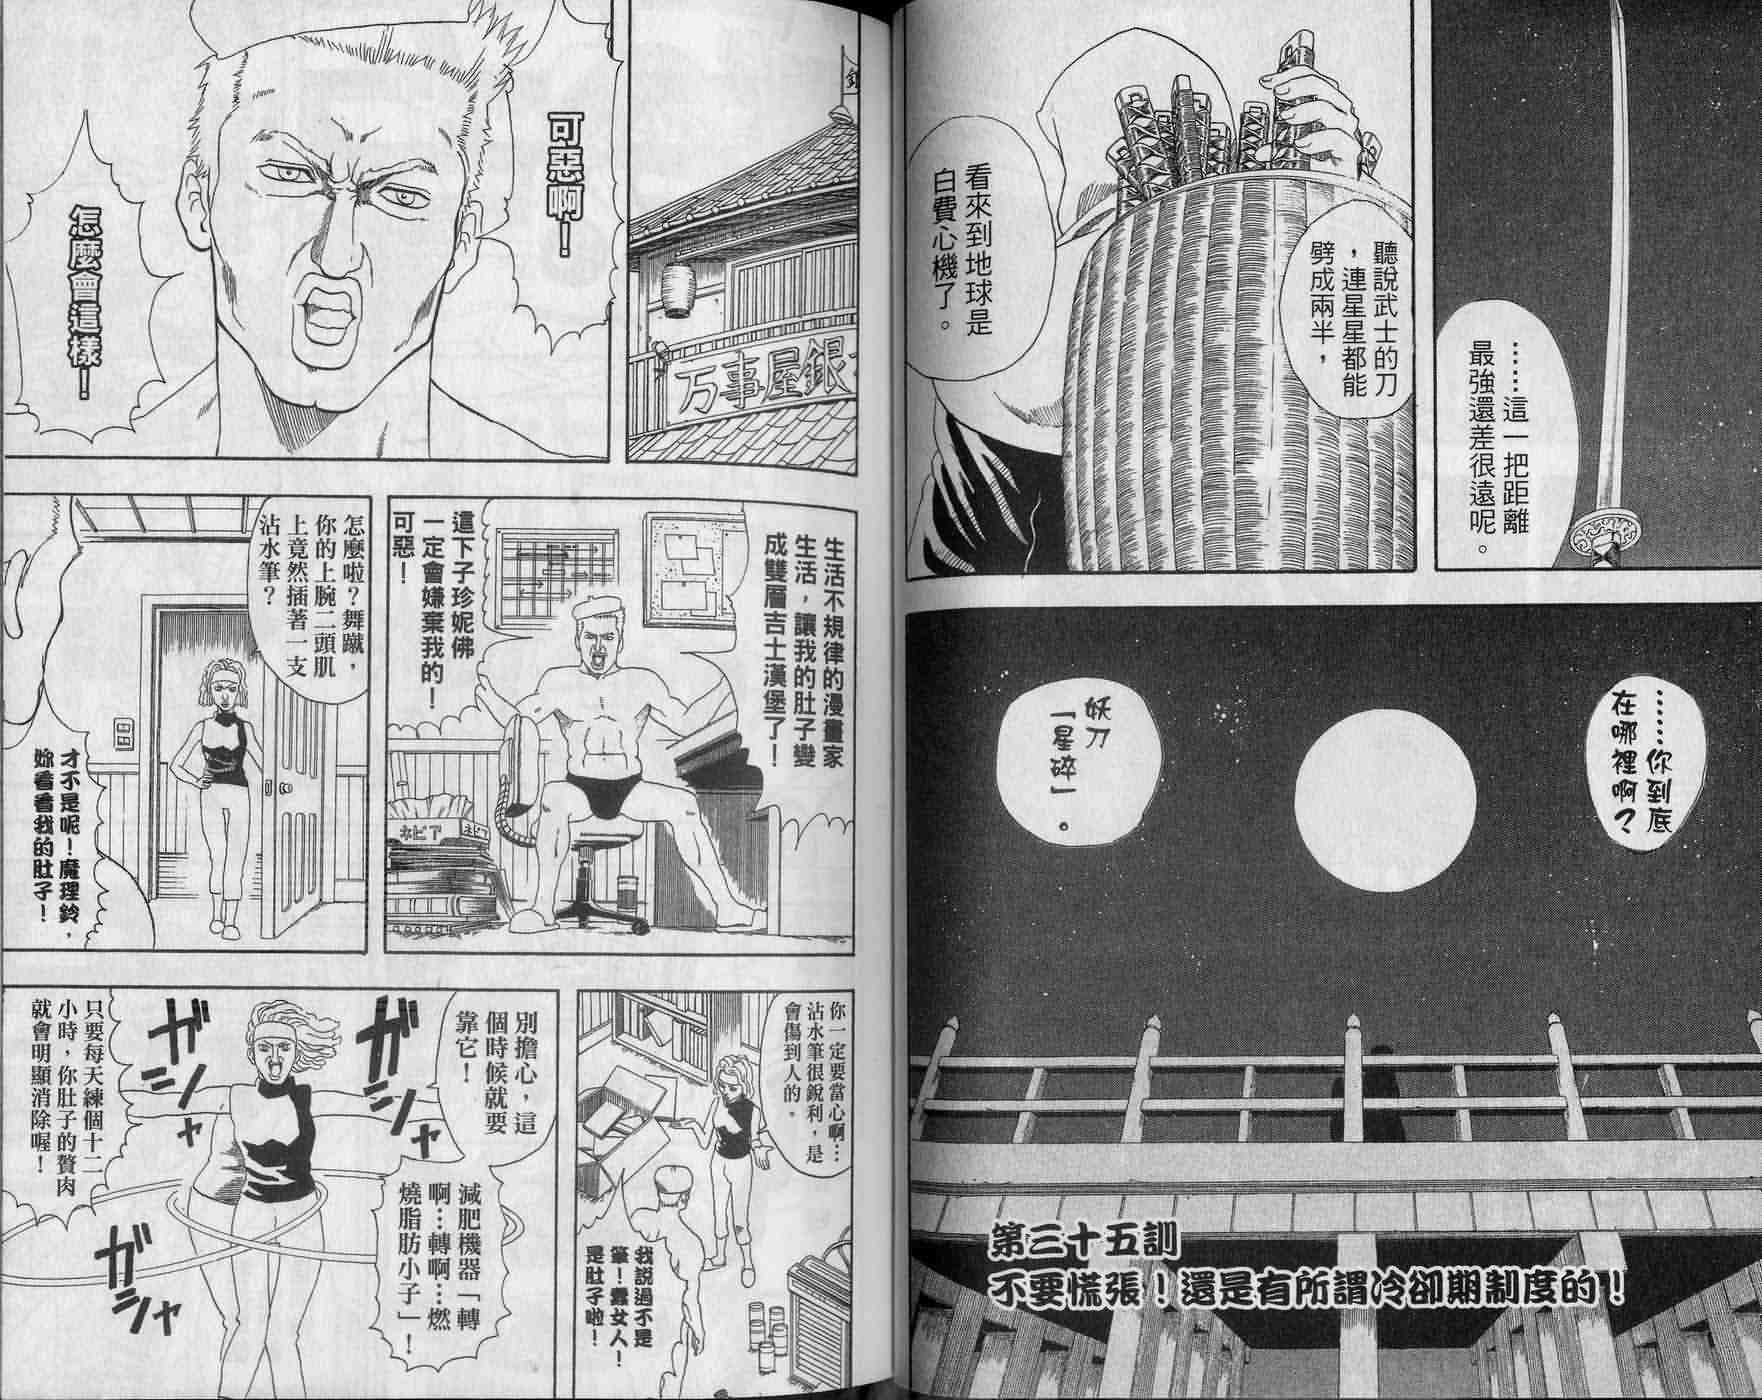 ……這一把距離
最強還差很遠呢。
聽說武士的刀
，連星星都能
劈成兩半，
看來到地球是
白費心機了。
……你到底
在哪裡啊？
妖刀
「星碎」。
第三十五訓
不要慌張！還是有所謂冷卻期制度的！
万事屋銀
可惡啊！
怎麼會這樣！
生活不規律的漫畫家
生活，讓我的肚子變
成雙層吉士漢堡了！
這下子珍妮佛
一定會嫌棄我的！
可惡！
ホビア
ホビア
怎麼啦？舞蹴，
你的上腕二頭肌
上竟然插著一支
沾水筆？
才不是呢！魔理鈴，
妳看看我的肚子！
你一定要當心啊…
沾水筆很銳利，是
會傷到人的。
我說過不是
筆！蠢女人！
是肚子啦！
別擔心，這
個時候就要
靠它！
減肥機器「轉
啊…轉啊…燃
燒脂肪小子」！
ガシャ
ガシャ
ガシャ
只要每天練個十二
小時，你肚子的贅肉
就會明顯消除喔！